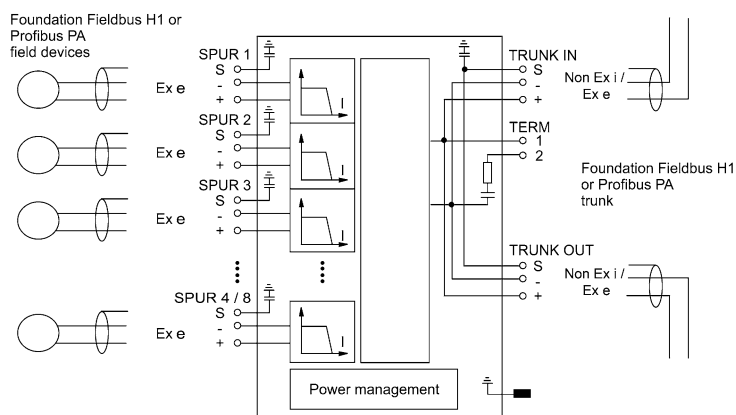 Foundation Fieldbus H1 or
Profibus PA
field devices
SPUR 1
S
-
+
Ex e
I
SPUR 2
S
-
+
Ex e
I
SPUR 3
S
-
+
Ex e
I
SPUR 4 / 8
S
-
+
Ex e
I
Power management
TRUNK IN
S
-
+
Non Ex i /
Ex e
TERM
1
2
Foundation Fieldbus H1
or Profibus PA
trunk
TRUNK OUT
S
-
+
Non Ex i /
Ex e